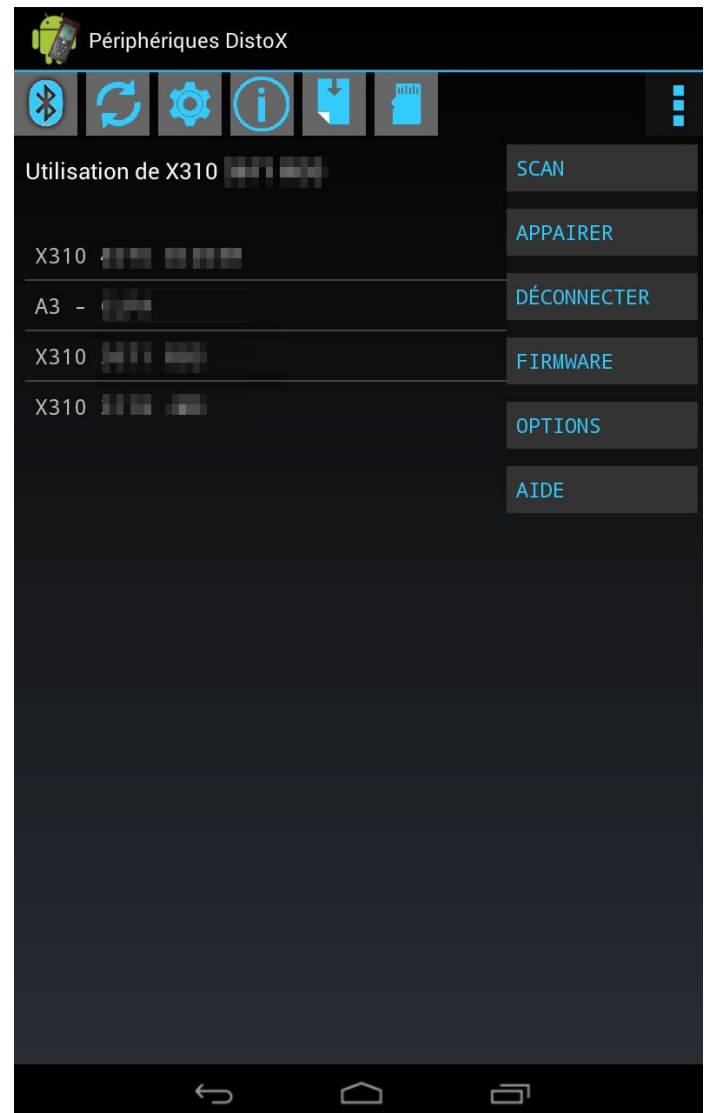 Périphériques DistoX
Utilisation de X310
SCAN
APPAIRER
DÉCONNECTER
FIRMWARE
OPTIONS
AIDE
X310
A3 -
X310
X310